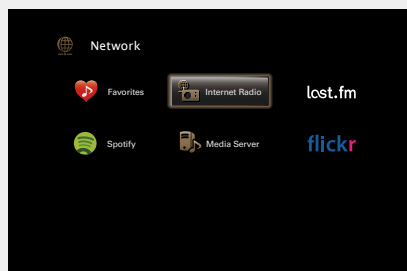 Network
Favorites
Internet Radio
last.fm
Spotify
Media Server
flickr